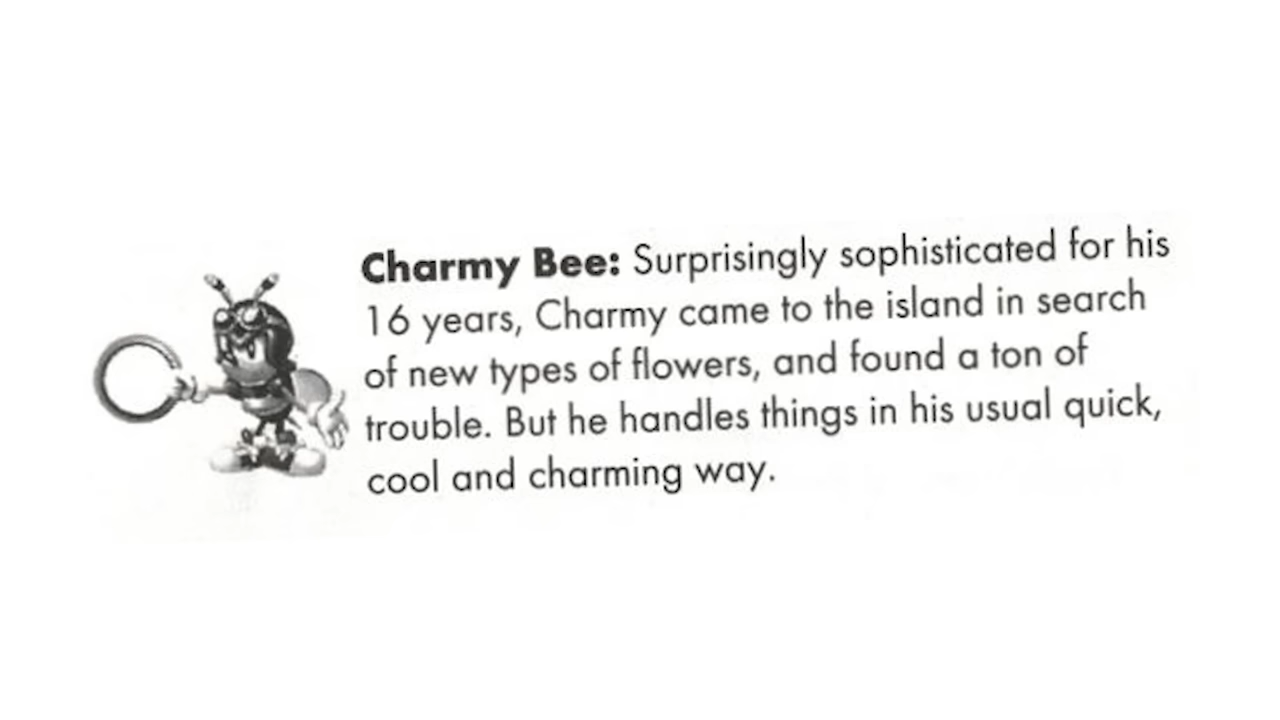 Charmy Bee: Surprisingly sophisticated for his
16 years, Charmy came to the island in search
of new types of flowers, and found a ton of
trouble. But he handles things in his usual quick,
cool and charming way.